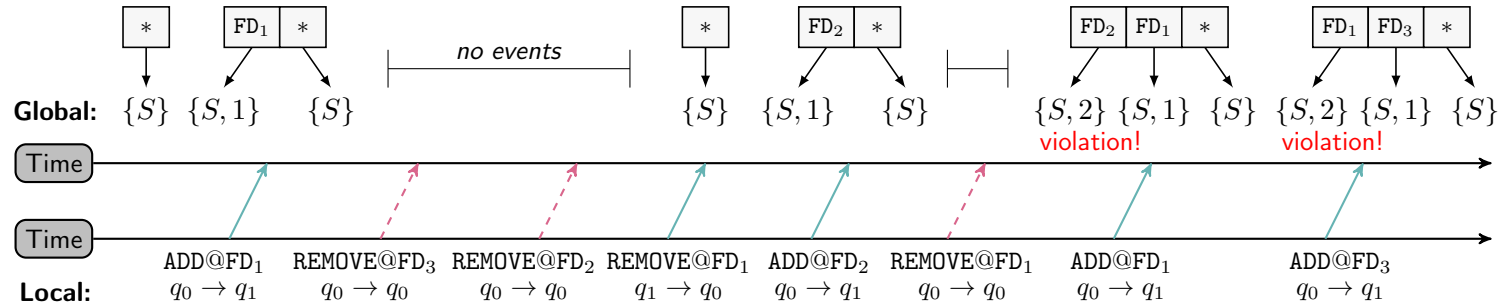 * FD₁ * * FD₂ * FD₂ FD₁ * FD₁ FD₃ *
no events
Global: {S} {S, 1} {S} {S} {S, 1} {S} {S, 2} {S, 1} {S} {S, 2} {S, 1} {S}
violation! violation!
Time
Time
ADD@FD₁ REMOVE@FD₃ REMOVE@FD₂ REMOVE@FD₁ ADD@FD₂ REMOVE@FD₁ ADD@FD₁ ADD@FD₃
Local: q₀ → q₁ q₀ → q₀ q₀ → q₀ q₁ → q₀ q₀ → q₁ q₀ → q₀ q₀ → q₁ q₀ → q₁